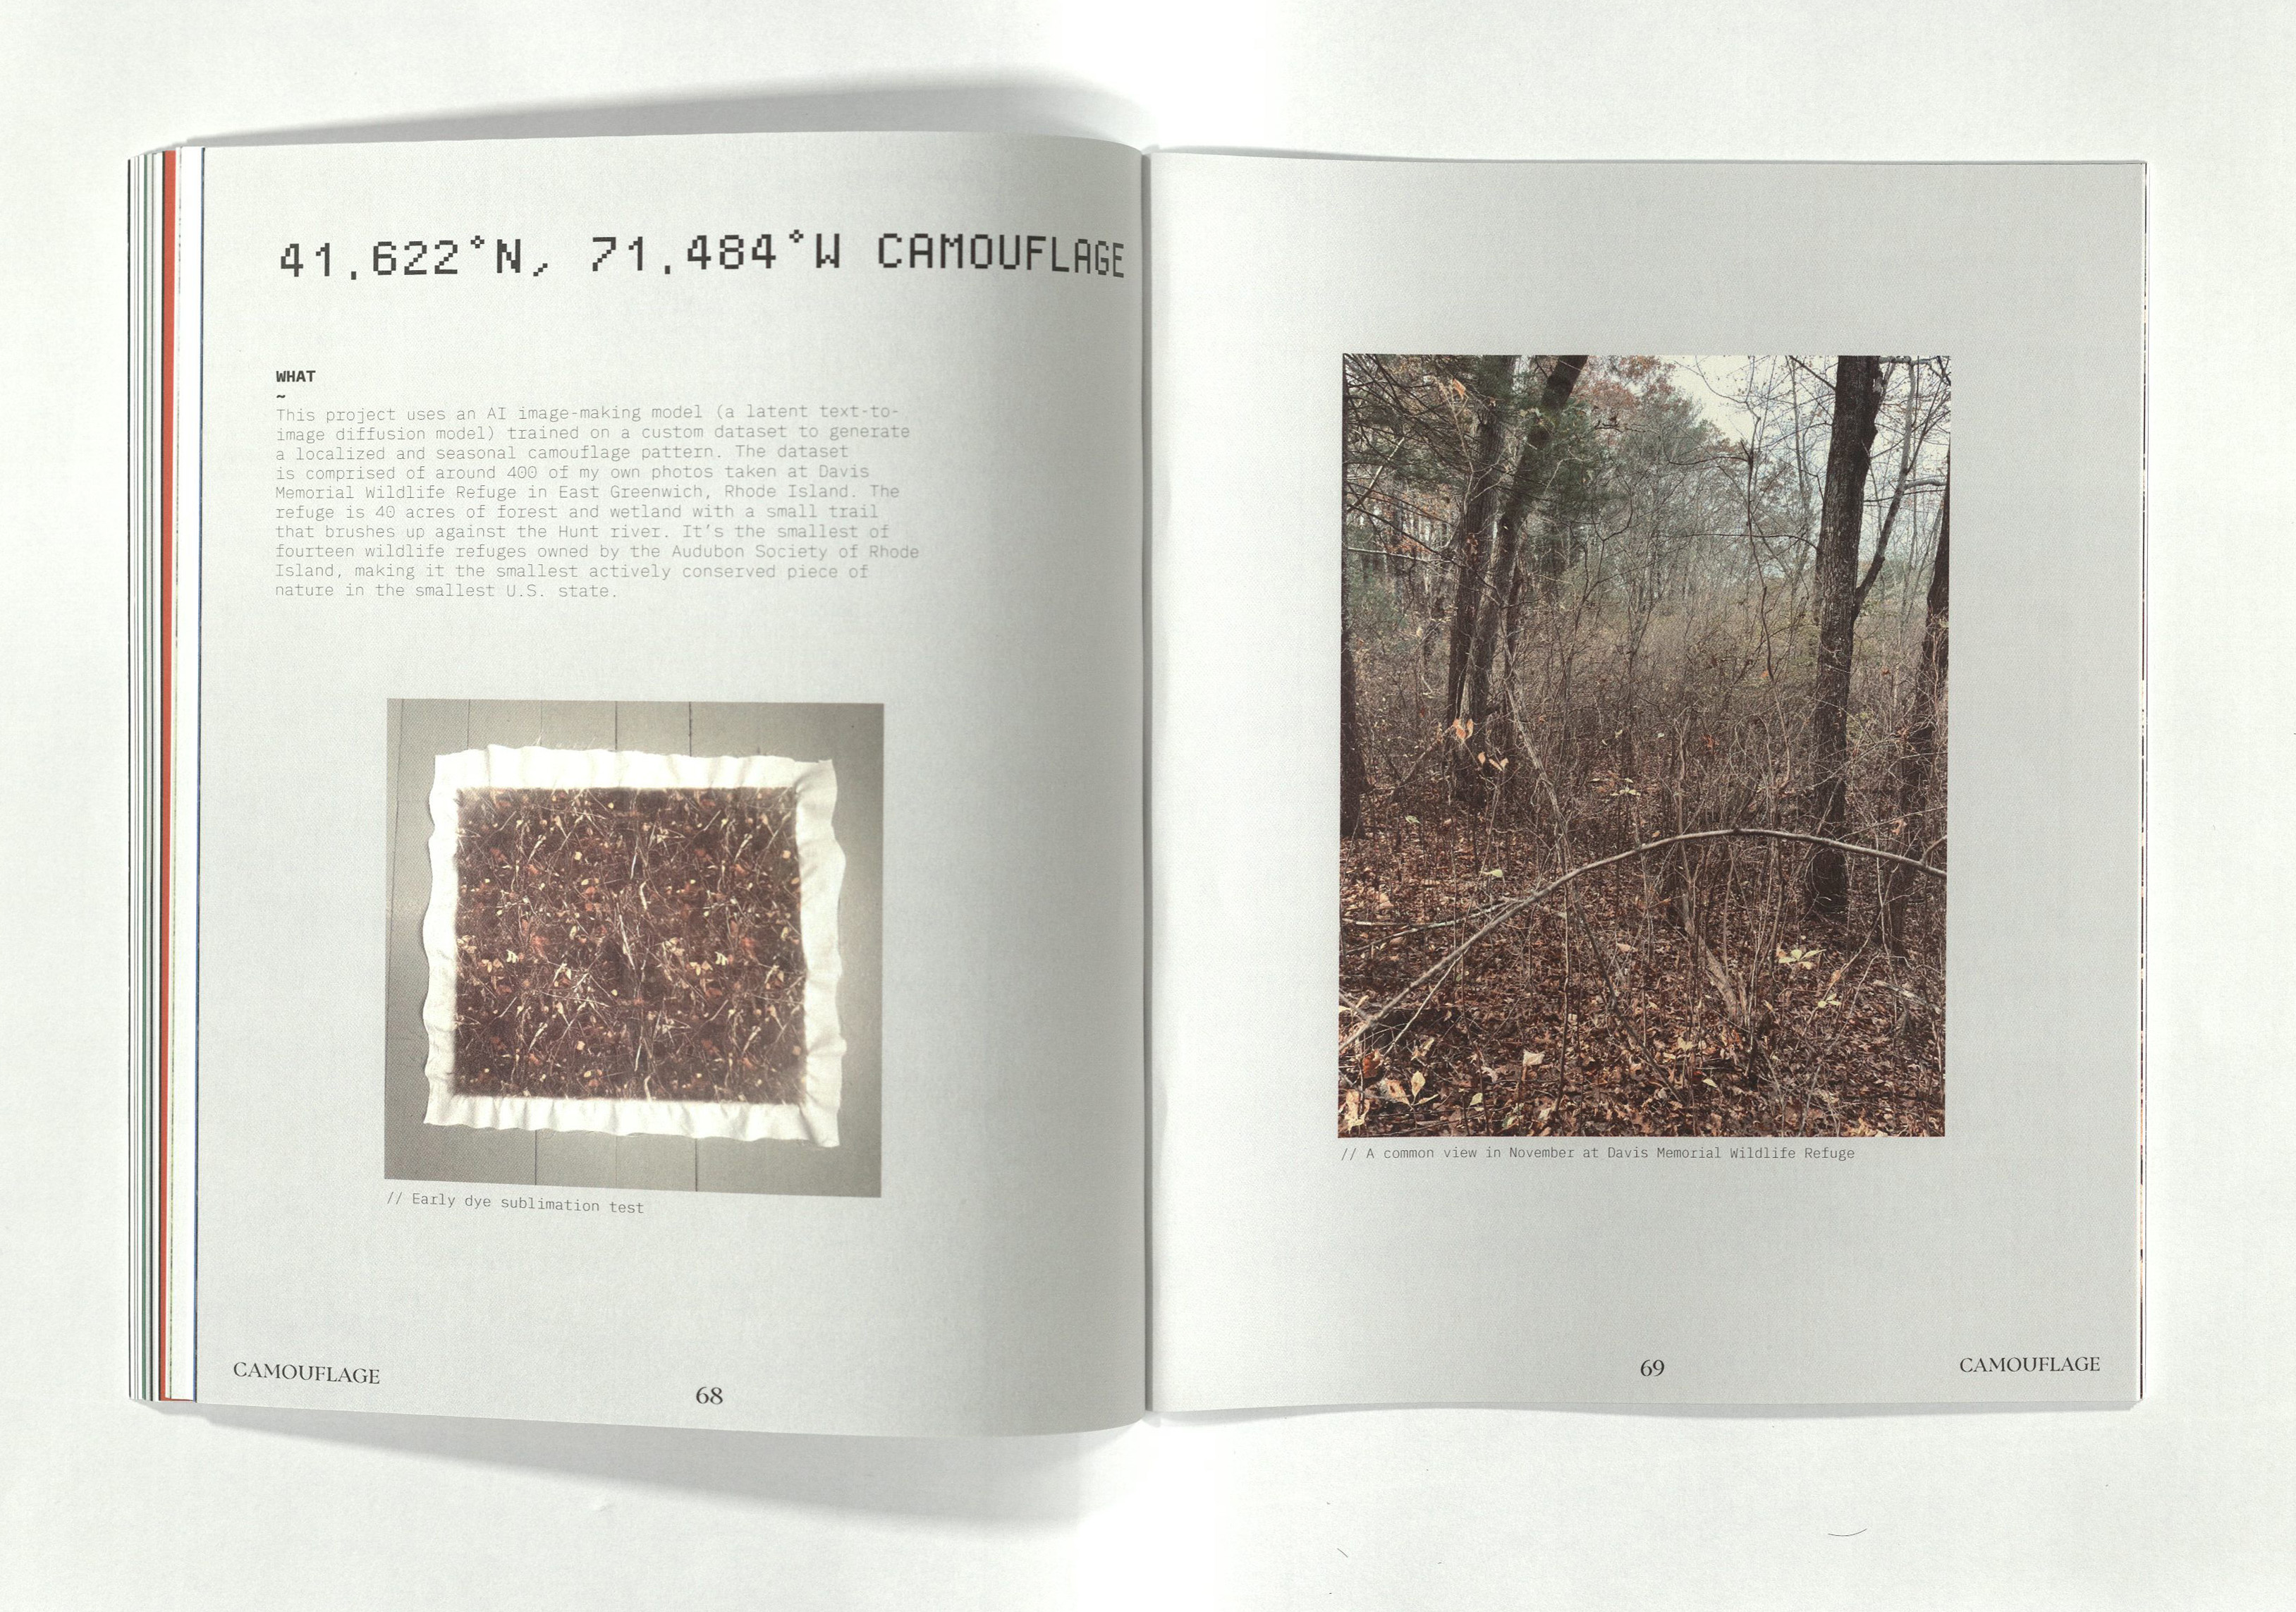 41.622°N, 71.484°W CAMOUFLAGE
WHAT
~
This project uses an AI image-making model (a latent text-to-
image diffusion model) trained on a custom dataset to generate
a localized and seasonal camouflage pattern. The dataset
is comprised of around 400 of my own photos taken at Davis
Memorial Wildlife Refuge in East Greenwich, Rhode Island. The
refuge is 40 acres of forest and wetland with a small trail
that brushes up against the Hunt river. It's the smallest of
fourteen wildlife refuges owned by the Audubon Society of Rhode
Island, making it the smallest actively conserved piece of
nature in the smallest U.S. state.
// Early dye sublimation test
CAMOUFLAGE
68
// A common view in November at Davis Memorial Wildlife Refuge
69
CAMOUFLAGE